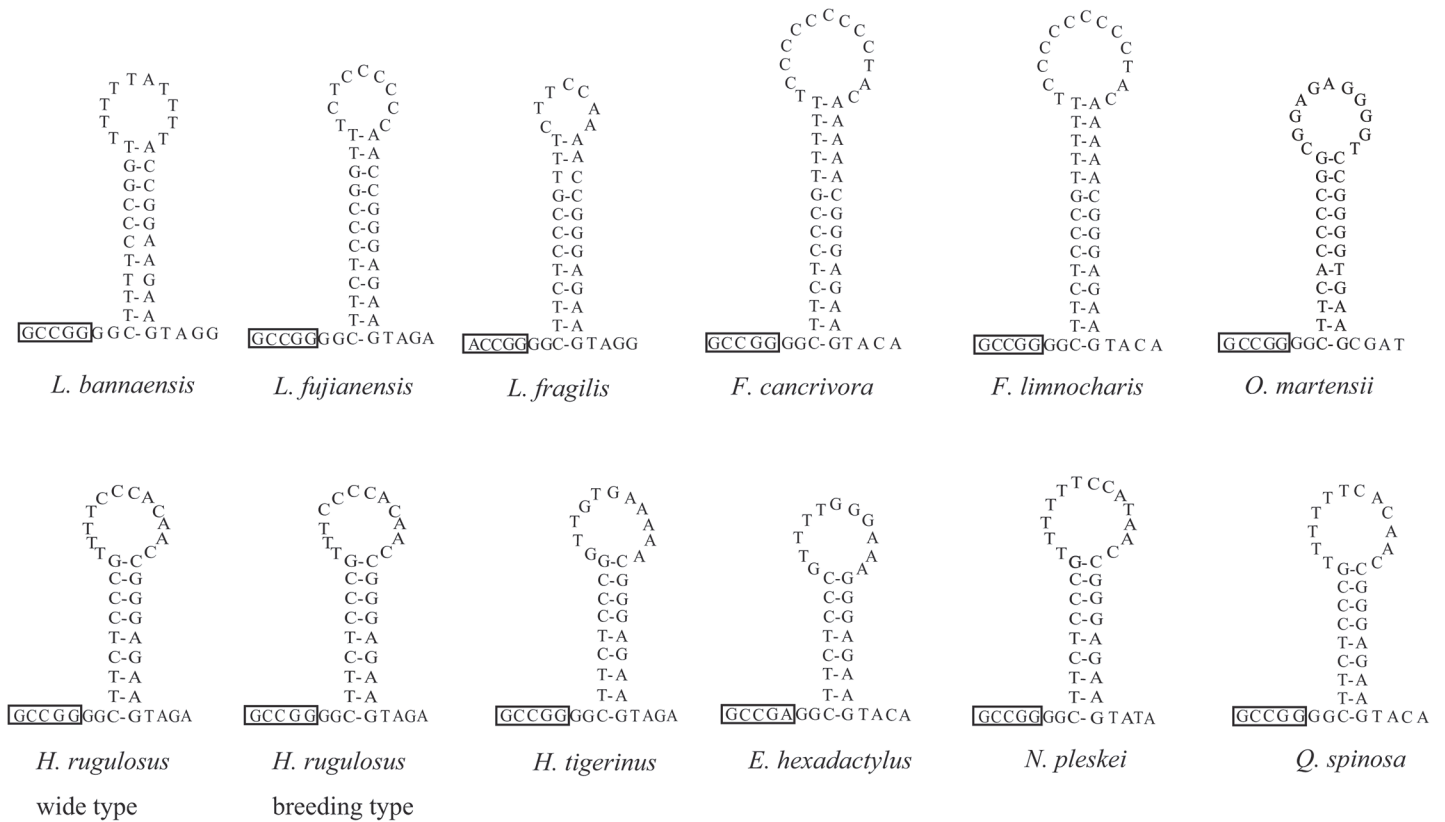 T T T T T A T T T T
T-A
G-C
G-C
C-G
C-G
C A
T-A
T G
T-A
T-A
GCCGGGGC-GTAGG
L. bannaensis
T C T C C C C C C
T-A
T-A
G-C
G-C
C-G
C-G
C-G
T-A
C-G
T-A
T-A
GCCGGGGC-GTAGA
L. fujianensis
C T T C C A A
T-A
T-A
T C
G-C
C-G
C-G
C-G
T-A
C-G
T-A
T-A
ACCGGGGC-GTAGG
L. fragilis
T C C C C C C C C C T A C
T-A
T-A
T-A
T-A
T-A
G-C
C-G
C-G
C-G
T-A
C-G
T-A
T-A
GCCGGGGC-GTACA
F. cancrivora
T C C C C C C C C C T A C
T-A
T-A
T-A
T-A
T-A
G-C
C-G
C-G
C-G
T-A
C-G
T-A
T-A
GCCGGGGC-GTACA
F. limnocharis
C G G A G A G G G G T
G-C
G-C
C-G
C-G
C-G
A-T
C-G
T-A
T-A
GCCGGGGC-GCGAT
O. martensii
T T T T C C C A C A A C
G-C
C-G
C-G
C-G
T-A
C-G
T-A
T-A
GCCGGGGC-GTAGA
H. rugulosus
wide type
T T T C C C C A C A A C
G-C
C-G
C-G
C-G
T-A
C-G
T-A
T-A
GCCGGGGC-GTAGA
H. rugulosus
breeding type
G T T G T G A A A A A
G-C
C-G
C-G
C-G
T-A
C-G
T-A
T-A
GCCGGGGC-GTAGA
H. tigerinus
G T T T T G G G A A A
C-G
C-G
C-G
T-A
C-G
T-A
T-A
GCCGAGGC-GTACA
E. hexadactylus
T T T T T T C C A T A A C
G-C
C-G
C-G
C-G
T-A
C-G
T-A
T-A
GCCGGGGC-GTATA
N. pleskei
T T T T T T C A C A A C
G-C
C-G
C-G
C-G
T-A
C-G
T-A
T-A
GCCGGGGC-GTACA
Q. spinosa